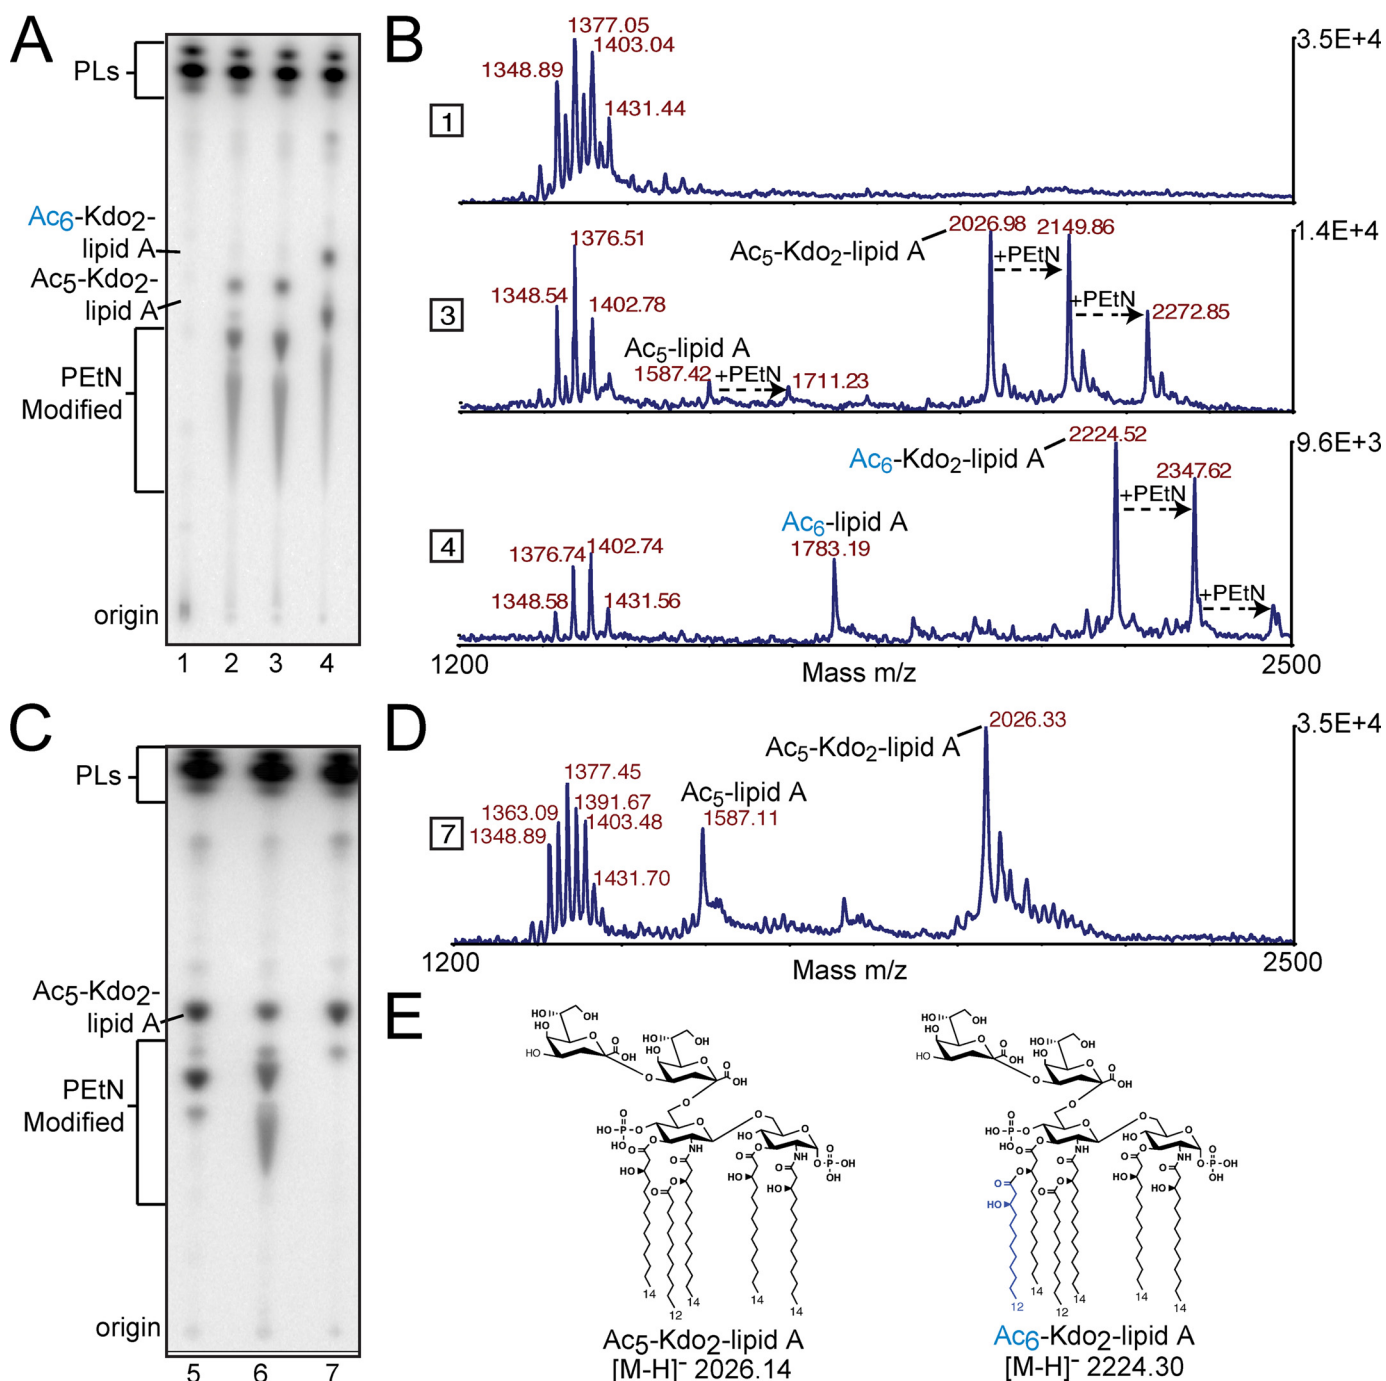 A
PLs
Ac6-Kdo2-
lipid A
Ac5-Kdo2-
lipid A
PEtN
Modified
origin
1 2 3 4
B
1
1377.05
1403.04
1348.89
1431.44
3.5E+4
3
1376.51
1348.54
1402.78
Ac5-lipid A
1587.42
+PEtN
1711.23
Ac5-Kdo2-lipid A
2026.98
2149.86
+PEtN
+PEtN
2272.85
1.4E+4
4
1376.74
1402.74
1348.58
1431.56
Ac6-lipid A
1783.19
Ac6-Kdo2-lipid A
2224.52
+PEtN
2347.62
+PEtN
9.6E+3
1200
Mass m/z
2500
C
PLs
Ac5-Kdo2-
lipid A
PEtN
Modified
origin
5 6 7
D
7
1377.45
1363.09
1391.67
1348.89
1403.48
1431.70
Ac5-lipid A
1587.11
Ac5-Kdo2-lipid A
2026.33
3.5E+4
1200
Mass m/z
2500
E
Ac5-Kdo2-lipid A
[M-H]- 2026.14
Ac6-Kdo2-lipid A
[M-H]- 2224.30